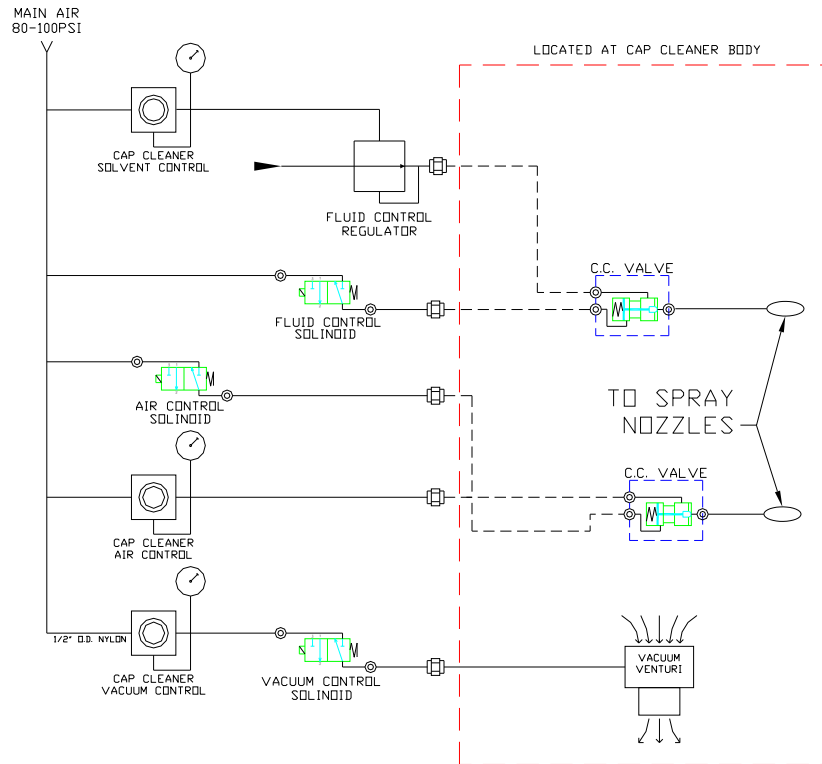 MAIN AIR
80-100PSI
LOCATED AT CAP CLEANER BODY
CAP CLEANER
SOLVENT CONTROL
FLUID CONTROL
REGULATOR
C.C. VALVE
FLUID CONTROL
SOLINOID
AIR CONTROL
SOLINOID
TO SPRAY
NOZZLES
C.C. VALVE
CAP CLEANER
AIR CONTROL
1/2" O.D. NYLON
CAP CLEANER
VACUUM CONTROL
VACUUM CONTROL
SOLINOID
VACUUM
VENTURI